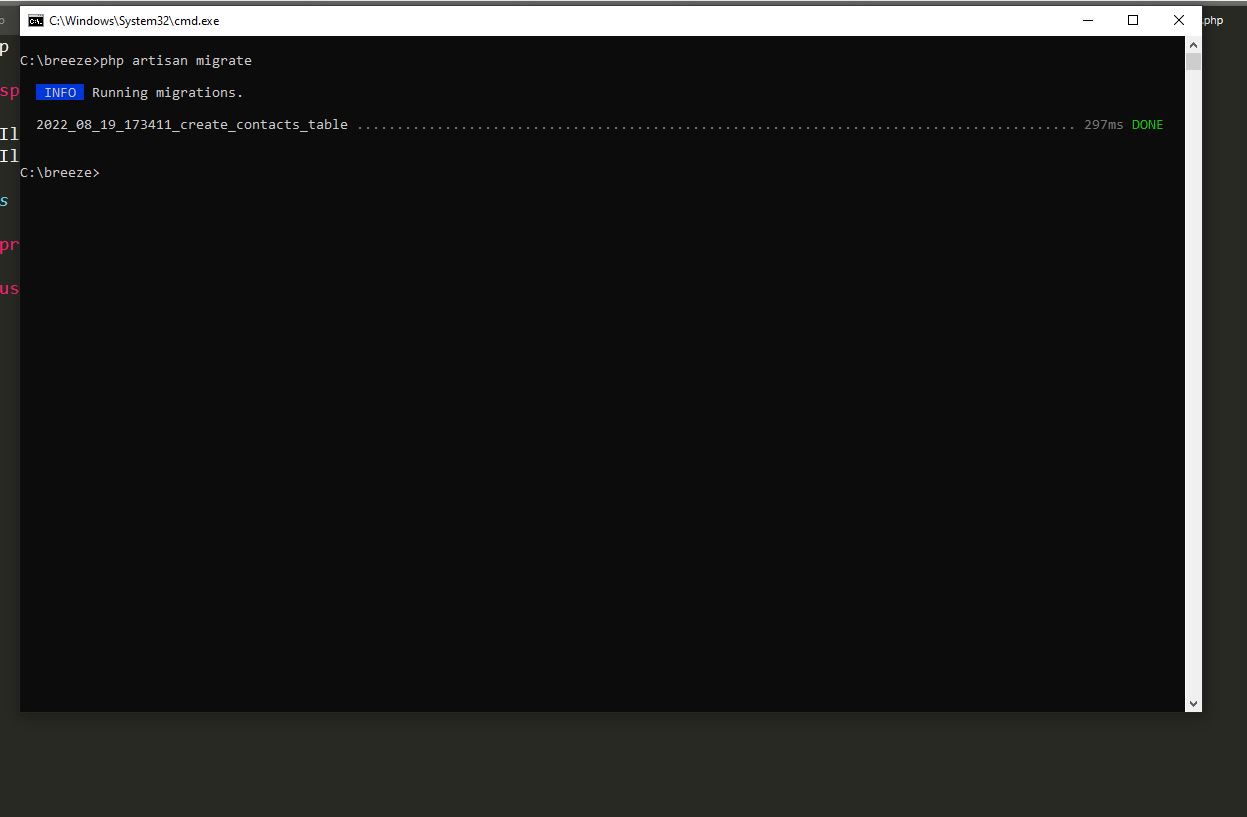 C:\Windows\System32\cmd.exe
.php
C:\breeze>php artisan migrate
INFO Running migrations.
2022_08_19_173411_create_contacts_table .......................................................................................... 297ms DONE
C:\breeze>
p
sp
Il
Il
s
pr
us